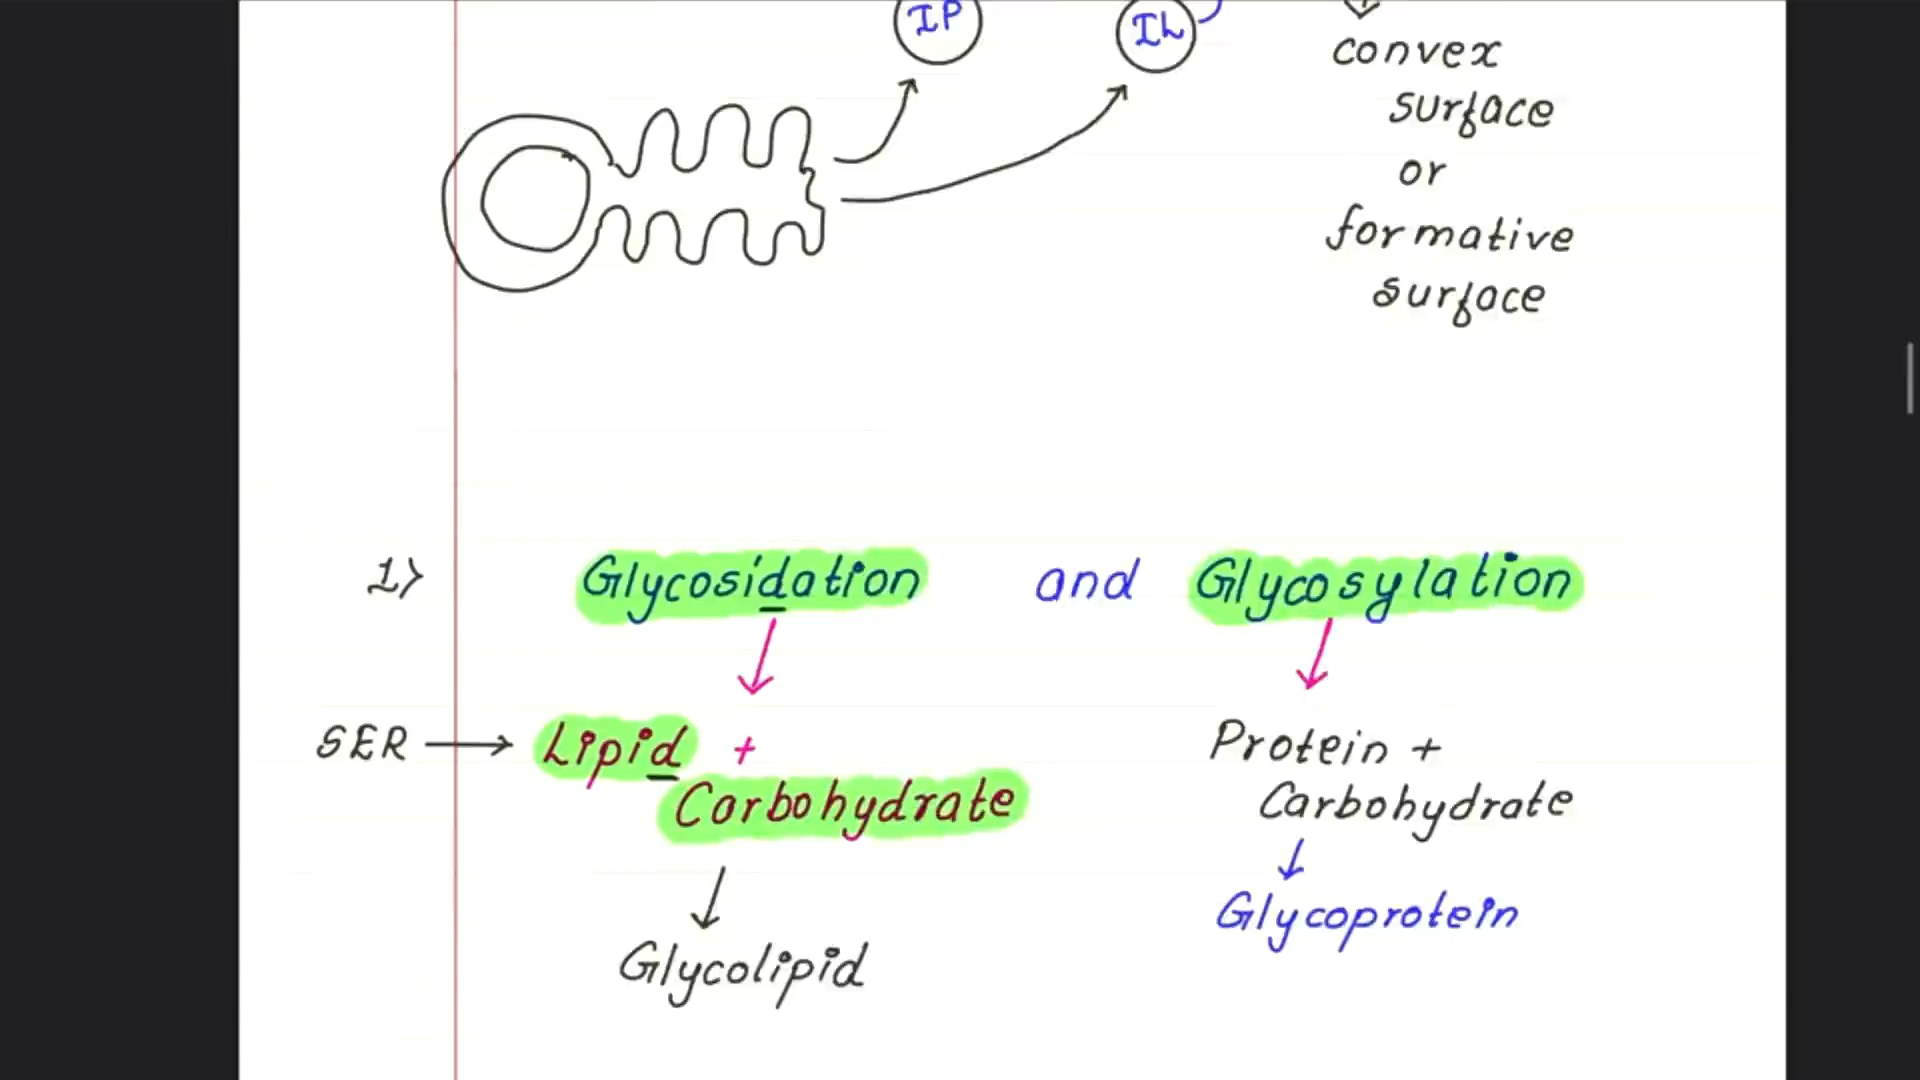 IP
IL
convex
surface
or
formative
surface
1> Glycosidation and Glycosylation
SER → Lipid +
Carbohydrate
Glycolipid
Protein +
Carbohydrate
Glycoprotein